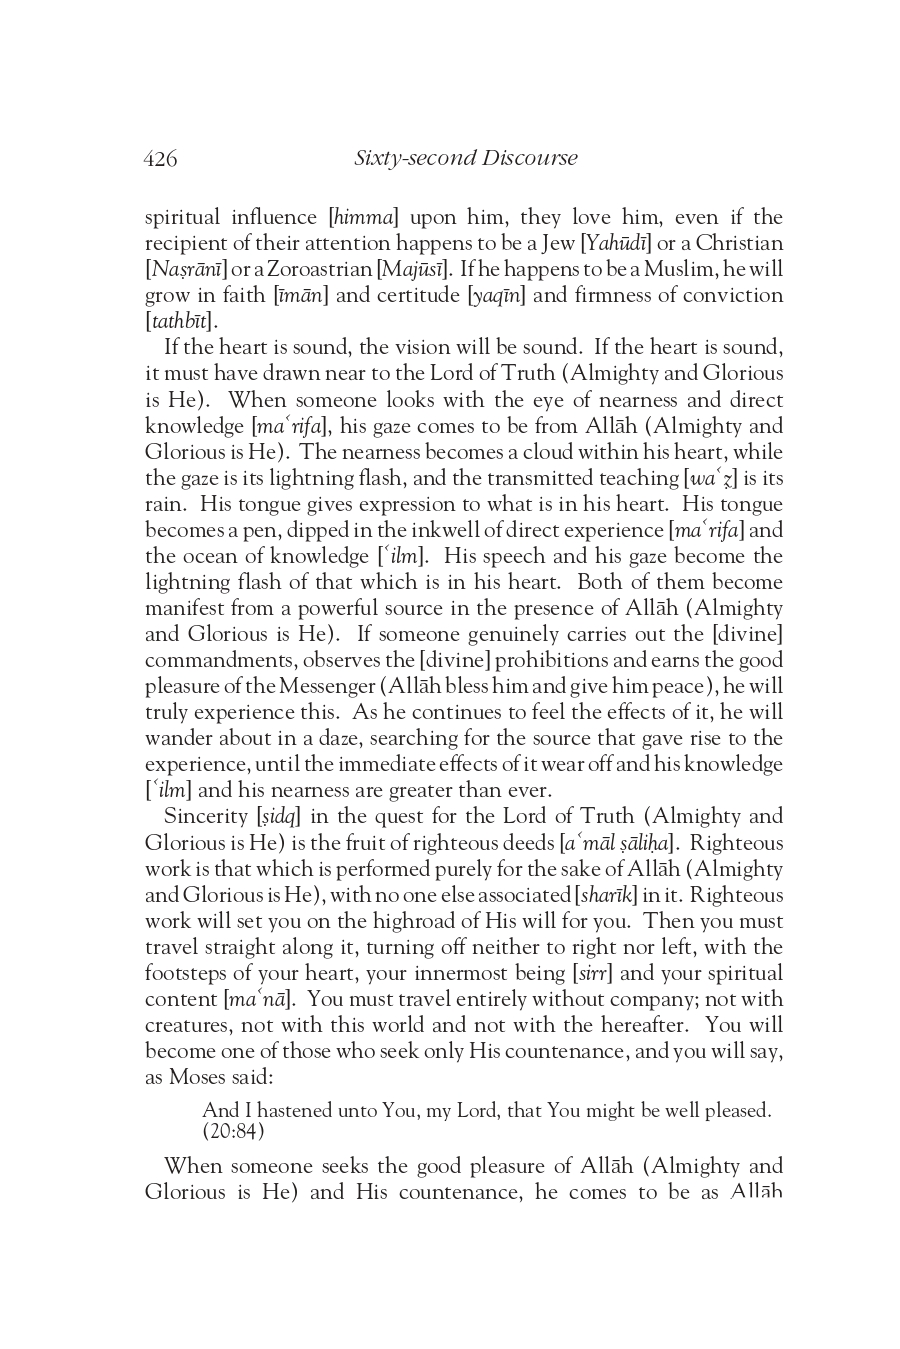 426 Sixty-second Discourse
spiritual influence [himma] upon him, they love him, even if the
recipient of their attention happens to be a Jew [Yahūdī] or a Christian
[Naṣrānī] or a Zoroastrian [Majūsī]. If he happens to be a Muslim, he will
grow in faith [īmān] and certitude [yaqīn] and firmness of conviction
[tathbīt].
If the heart is sound, the vision will be sound. If the heart is sound,
it must have drawn near to the Lord of Truth (Almighty and Glorious
is He). When someone looks with the eye of nearness and direct
knowledge [maʿrifa], his gaze comes to be from Allāh (Almighty and
Glorious is He). The nearness becomes a cloud within his heart, while
the gaze is its lightning flash, and the transmitted teaching [waʿẓ] is its
rain. His tongue gives expression to what is in his heart. His tongue
becomes a pen, dipped in the inkwell of direct experience [maʿrifa] and
the ocean of knowledge [ʿilm]. His speech and his gaze become the
lightning flash of that which is in his heart. Both of them become
manifest from a powerful source in the presence of Allāh (Almighty
and Glorious is He). If someone genuinely carries out the [divine]
commandments, observes the [divine] prohibitions and earns the good
pleasure of the Messenger (Allāh bless him and give him peace), he will
truly experience this. As he continues to feel the effects of it, he will
wander about in a daze, searching for the source that gave rise to the
experience, until the immediate effects of it wear off and his knowledge
[ʿilm] and his nearness are greater than ever.
Sincerity [ṣidq] in the quest for the Lord of Truth (Almighty and
Glorious is He) is the fruit of righteous deeds [aʿmāl ṣāliḥa]. Righteous
work is that which is performed purely for the sake of Allāh (Almighty
and Glorious is He), with no one else associated [sharīk] in it. Righteous
work will set you on the highroad of His will for you. Then you must
travel straight along it, turning off neither to right nor left, with the
footsteps of your heart, your innermost being [sirr] and your spiritual
content [maʿnā]. You must travel entirely without company; not with
creatures, not with this world and not with the hereafter. You will
become one of those who seek only His countenance, and you will say,
as Moses said:
And I hastened unto You, my Lord, that You might be well pleased.
(20:84)
When someone seeks the good pleasure of Allāh (Almighty and
Glorious is He) and His countenance, he comes to be as Allāh